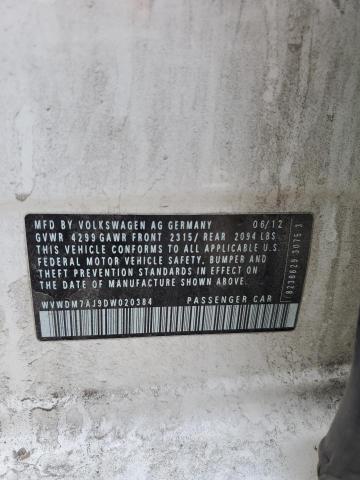 MFD BY VOLKSWAGEN AG GERMANY 06/12
GVWR 4299 GAWR FRONT 2315/ REAR 2094 LBS
THIS VEHICLE CONFORMS TO ALL APPLICABLE U.S.
FEDERAL MOTOR VEHICLE SAFETY, BUMPER AND
THEFT PREVENTION STANDARDS IN EFFECT ON THE
DATE OF MANUFACTURE SHOWN ABOVE.
WVWDM7AJ9DW020384 PASSENGER CAR